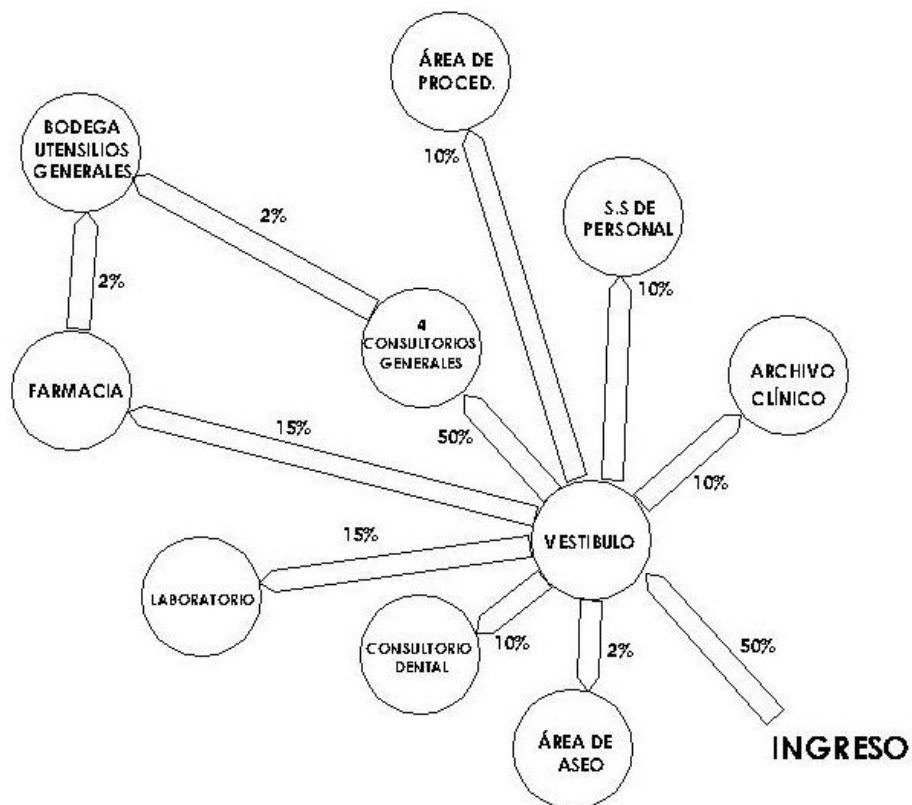 ÁREA DE
PROCED.
10%
BODEGA
UTENSILIOS
GENERALES
2%
2%
S.S DE
PERSONAL
10%
4
CONSULTORIOS
GENERALES
50%
FARMACIA
15%
ARCHIVO
CLÍNICO
10%
VESTIBULO
15%
LABORATORIO
CONSULTORIO
DENTAL
10%
2%
50%
ÁREA DE
ASEO
INGRESO